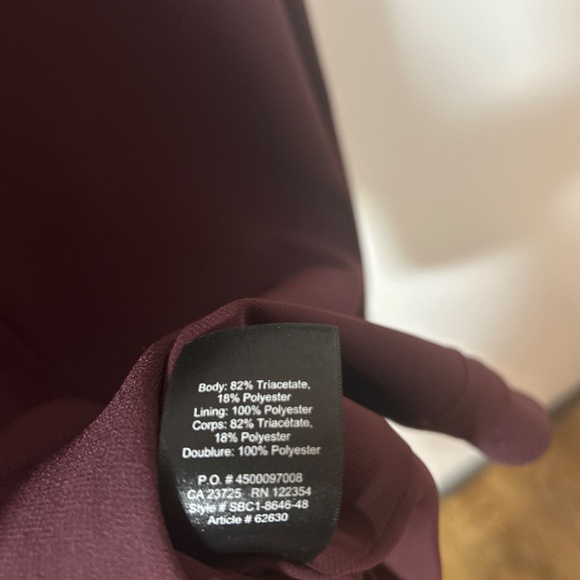 Body: 82% Triacetate,
18% Polyester
Lining: 100% Polyester
Corps: 82% Triacétate,
18% Polyester
Doublure: 100% Polyester
P.O. # 4500097008
CA 23725 RN 122354
Style # SBC1-8646-48
Article # 62630